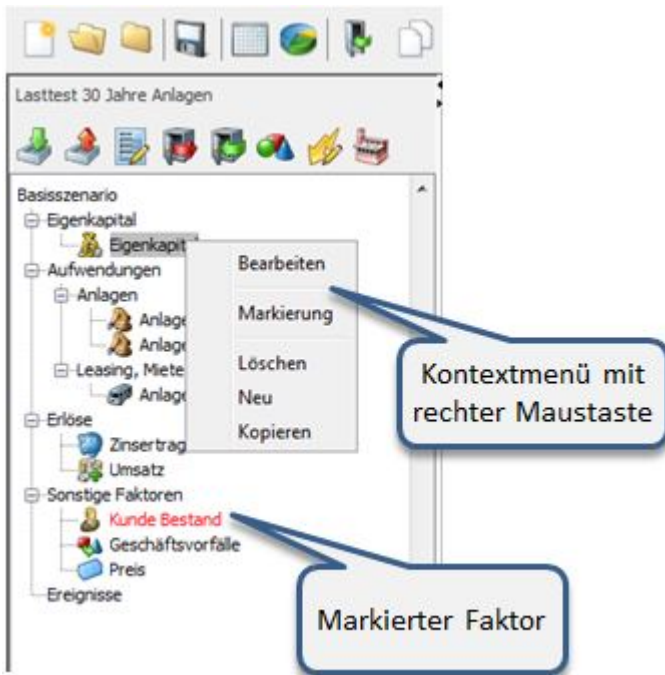 Lasttest 30 Jahre Anlagen
Basisszenario
Eigenkapital
Eigenkapit
Bearbeiten
Aufwendungen
Anlagen
Markierung
Anlage
Anlage
Löschen
Leasing, Miete
Anlage
Neu
Kopieren
Kontextmenü mit
rechter Maustaste
Erlöse
Zinsertrag
Umsatz
Sonstige Faktoren
Kunde Bestand
Geschäftsvorfälle
Preis
Ereignisse
Markierter Faktor